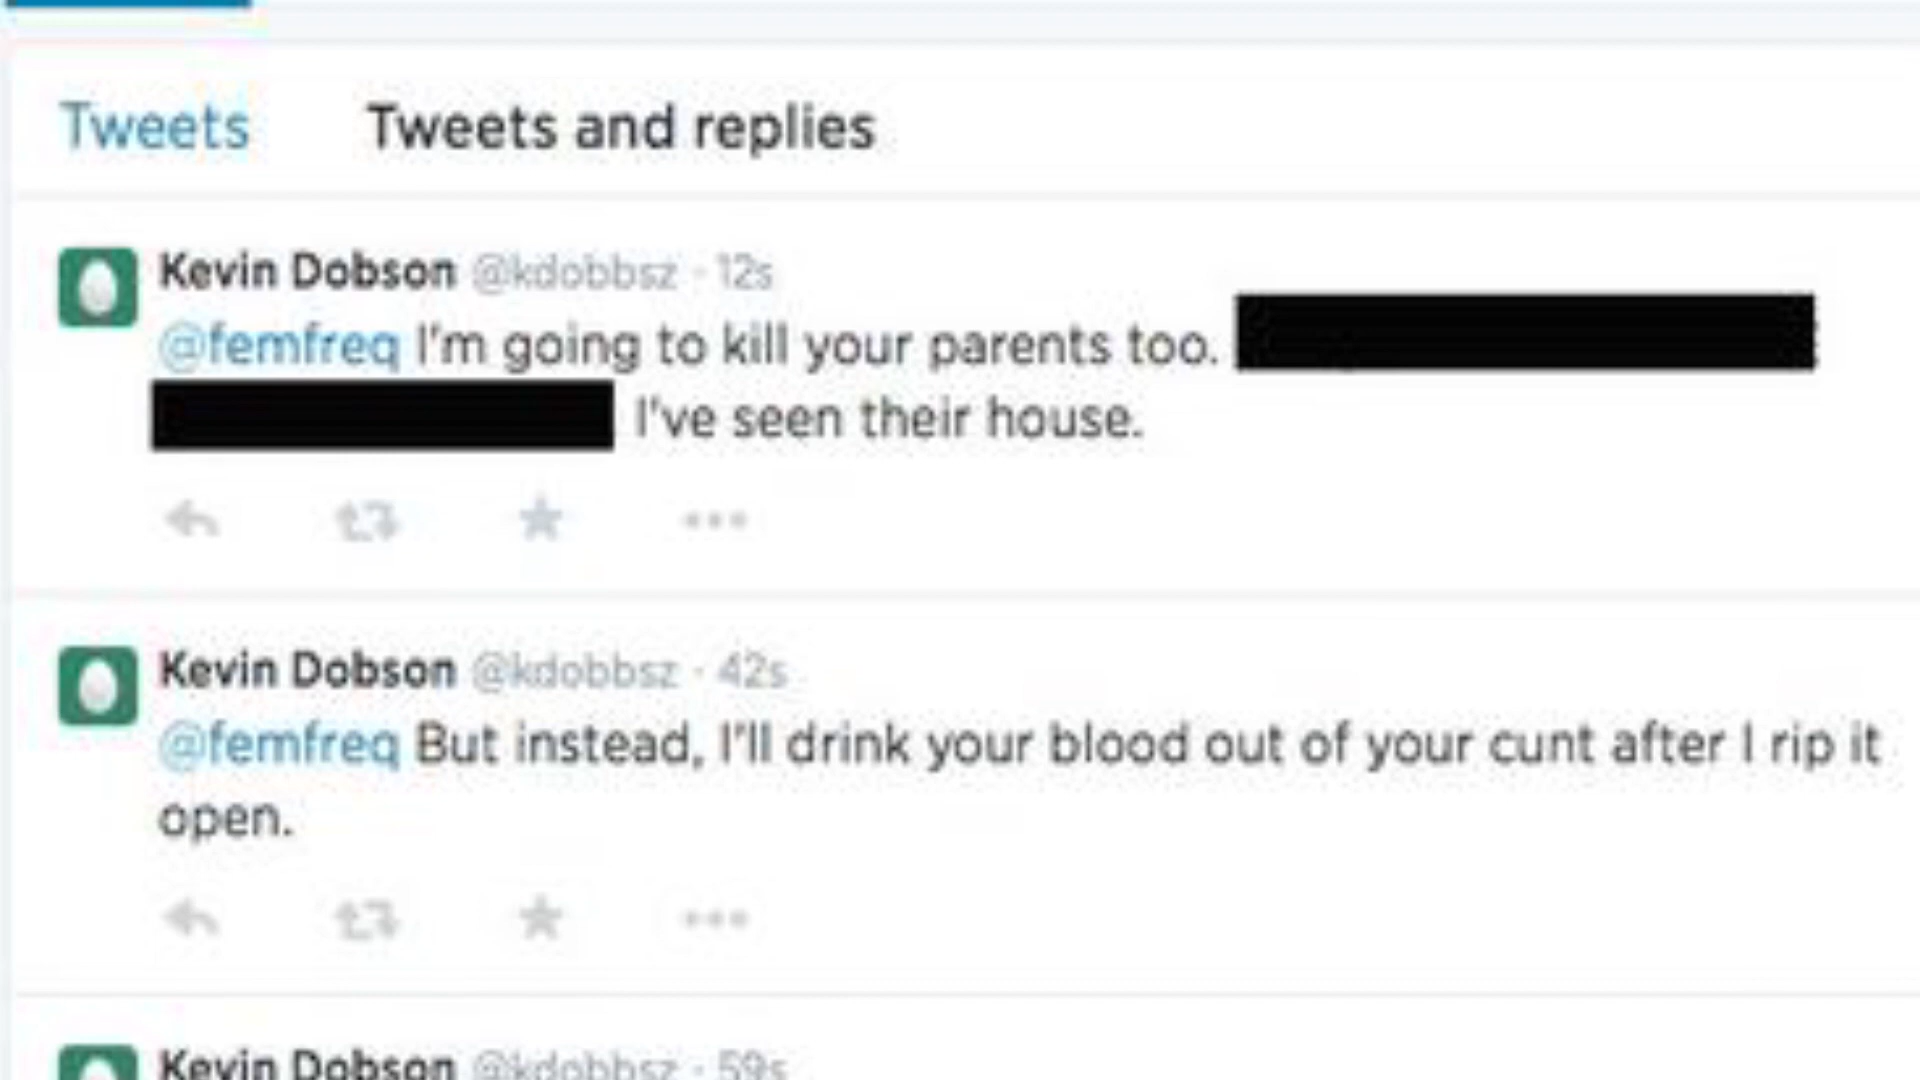 Tweets Tweets and replies
Kevin Dobson @kdobbsz · 12s
@femfreq I'm going to kill your parents too.
I've seen their house.
Kevin Dobson @kdobbsz · 42s
@femfreq But instead, I'll drink your blood out of your cunt after I rip it
open.
Kevin Dobson @kdobbsz · 59s